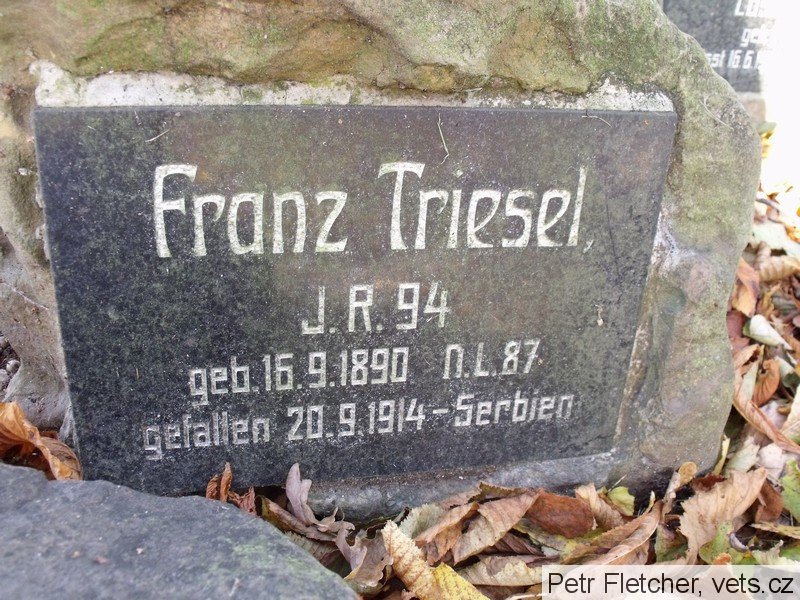 Franz Triesel,
J.R. 94
geb. 16.9.1890 N.L.87
gefallen 20.9.1914 – Serbien
Petr Fletcher, vets.cz